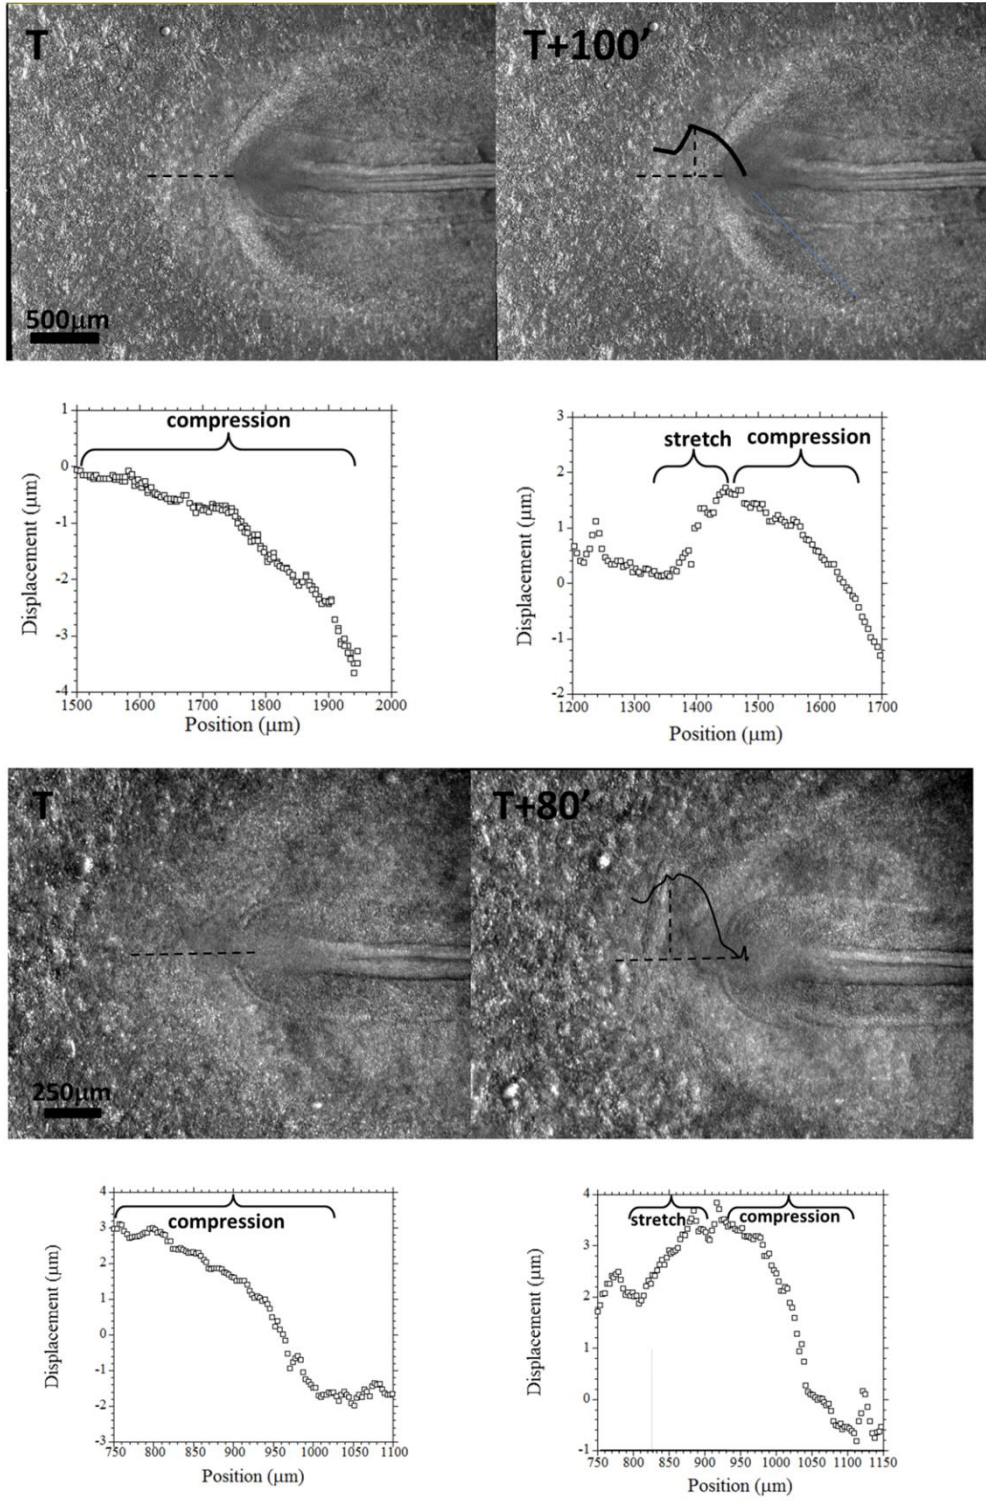 T
T+100’
500μm
compression
1
0
-1
-2
-3
-4
Displacement (μm)
1500 1600 1700 1800 1900 2000
Position (μm)
stretch compression
3
2
1
0
-1
-2
Displacement (μm)
1200 1300 1400 1500 1600 1700
Position (μm)
T
T+80’
250μm
compression
4
3
2
1
0
-1
-2
-3
Displacement (μm)
750 800 850 900 950 1000 1050 1100
Position (μm)
stretch compression
4
3
2
1
0
-1
Displacement (μm)
750 800 850 900 950 1000 1050 1100 1150
Position (μm)